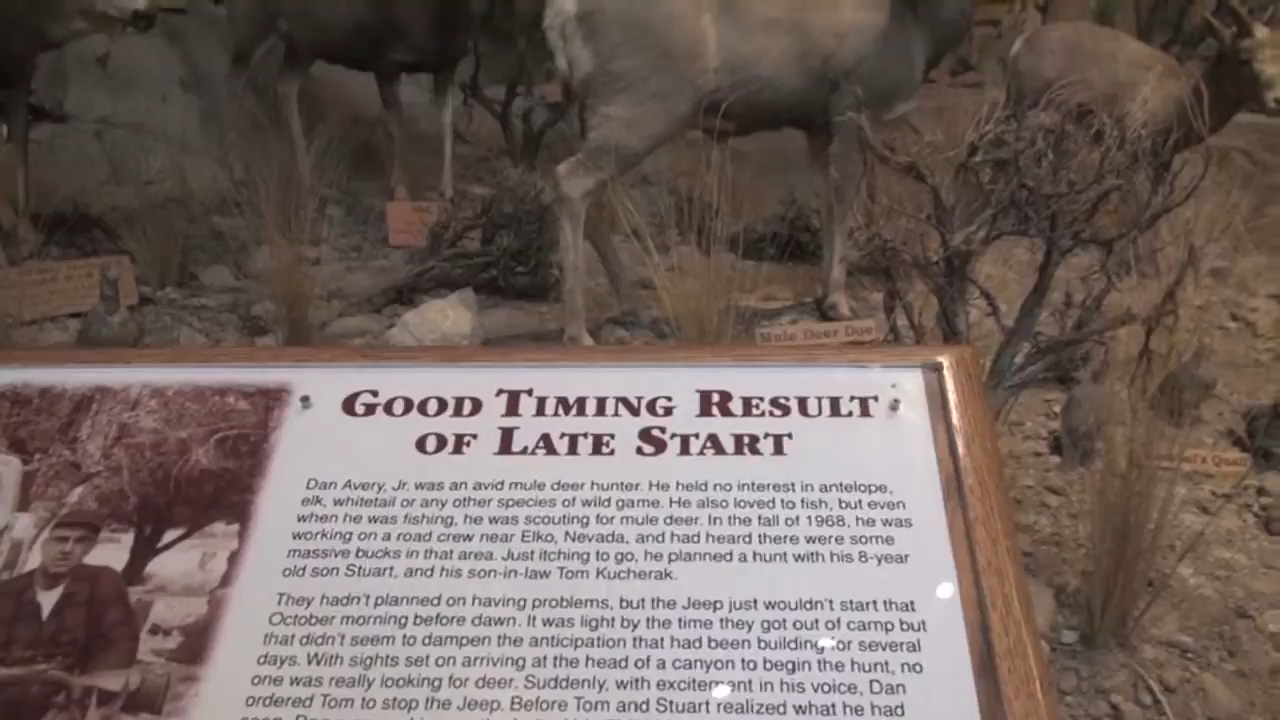 Mule Deer Doe
Quail
GOOD TIMING RESULT
OF LATE START
Dan Avery, Jr. was an avid mule deer hunter. He held no interest in antelope,
elk, whitetail or any other species of wild game. He also loved to fish, but even
when he was fishing, he was scouting for mule deer. In the fall of 1968, he was
working on a road crew near Elko, Nevada, and had heard there were some
massive bucks in that area. Just itching to go, he planned a hunt with his 8-year
old son Stuart, and his son-in-law Tom Kucherak.
They hadn't planned on having problems, but the Jeep just wouldn't start that
October morning before dawn. It was light by the time they got out of camp but
that didn't seem to dampen the anticipation that had been building for several
days. With sights set on arriving at the head of a canyon to begin the hunt, no
one was really looking for deer. Suddenly, with excitement in his voice, Dan
ordered Tom to stop the Jeep. Before Tom and Stuart realized what he had